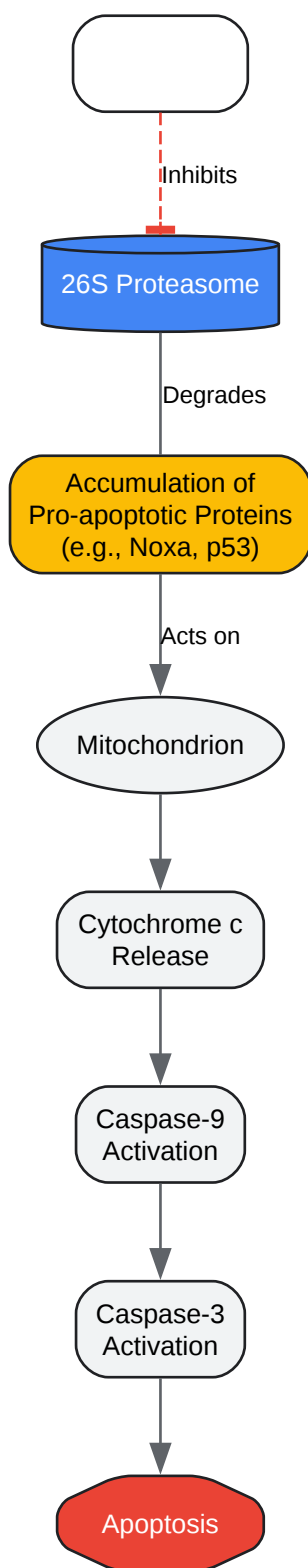 Inhibits
26S Proteasome
Degrades
Accumulation of
Pro-apoptotic Proteins
(e.g., Noxa, p53)
Acts on
Mitochondrion
Cytochrome c
Release
Caspase-9
Activation
Caspase-3
Activation
Apoptosis